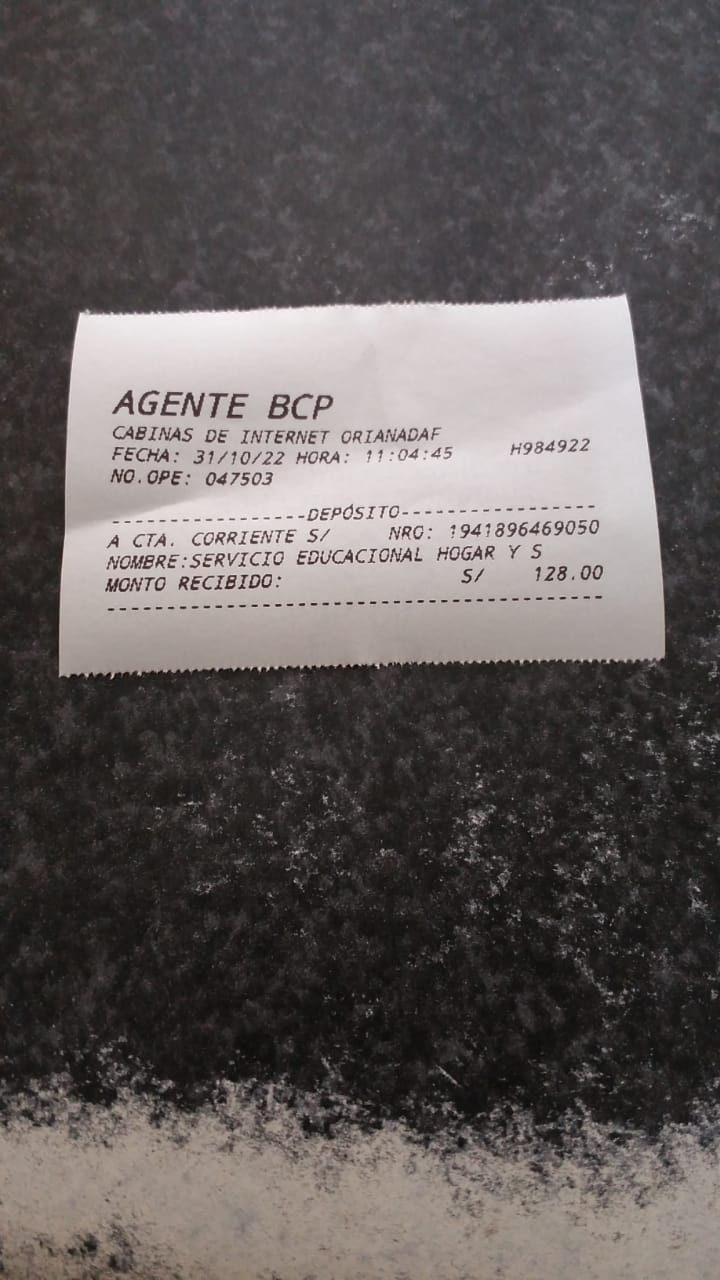 AGENTE BCP
CABINAS DE INTERNET ORIANADAF
FECHA: 31/10/22 HORA: 11:04:45 H984922
NO.OPE: 047503
-----------------DEPÓSITO-----------------
A CTA. CORRIENTE S/ NRO: 1941896469050
NOMBRE:SERVICIO EDUCACIONAL HOGAR Y S
MONTO RECIBIDO: S/ 128.00
------------------------------------------